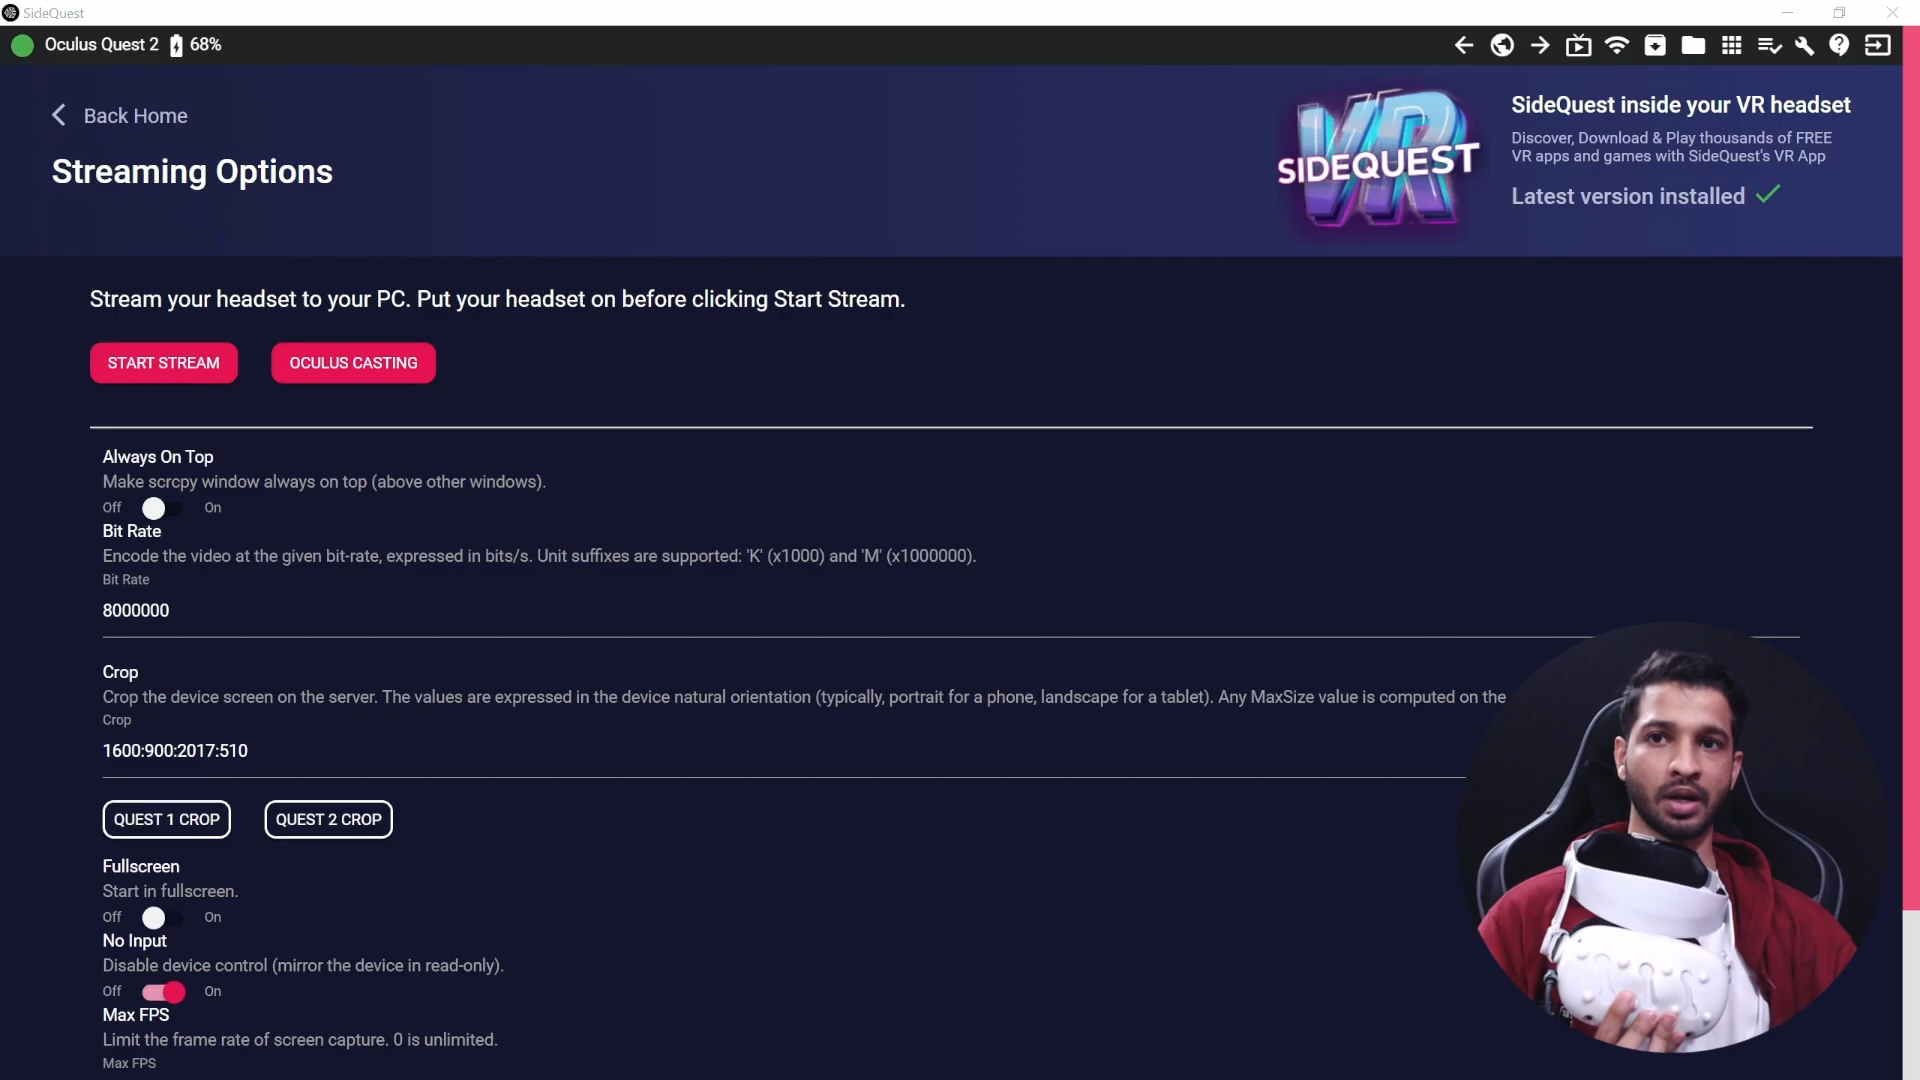 SideQuest
Oculus Quest 2 68%
Back Home
Streaming Options
VR
SIDEQUEST
SideQuest inside your VR headset
Discover, Download & Play thousands of FREE
VR apps and games with SideQuest's VR App
Latest version installed
Stream your headset to your PC. Put your headset on before clicking Start Stream.
START STREAM OCULUS CASTING
Always On Top
Make scrcpy window always on top (above other windows).
Off On
Bit Rate
Encode the video at the given bit-rate, expressed in bits/s. Unit suffixes are supported: 'K' (x1000) and 'M' (x1000000).
Bit Rate
8000000
Crop
Crop the device screen on the server. The values are expressed in the device natural orientation (typically, portrait for a phone, landscape for a tablet). Any MaxSize value is computed on the
Crop
1600:900:2017:510
QUEST 1 CROP QUEST 2 CROP
Fullscreen
Start in fullscreen.
Off On
No Input
Disable device control (mirror the device in read-only).
Off On
Max FPS
Limit the frame rate of screen capture. 0 is unlimited.
Max FPS